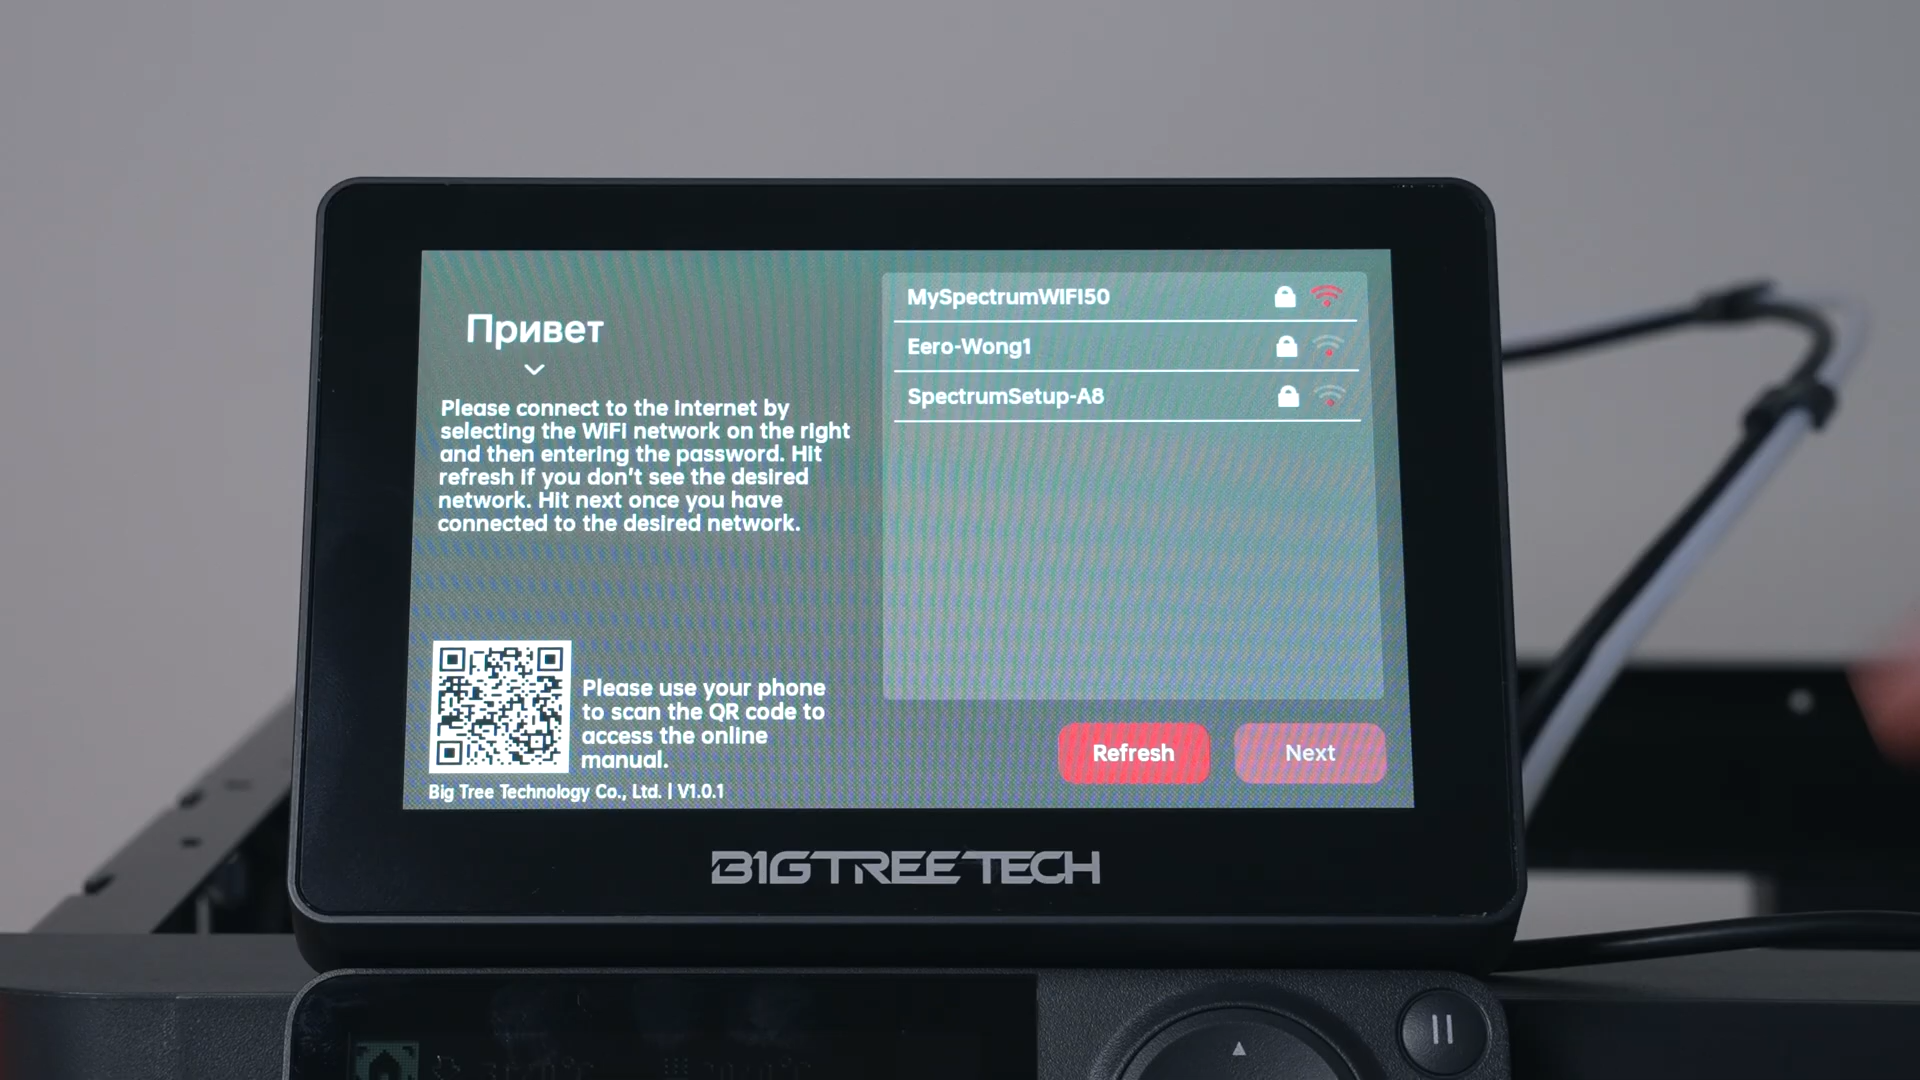 Привет
Please connect to the Internet by
selecting the WIFI network on the right
and then entering the password. Hit
refresh if you don't see the desired
network. Hit next once you have
connected to the desired network.
Please use your phone
to scan the QR code to
access the online
manual.
Big Tree Technology Co., Ltd. | V1.0.1
MySpectrumWIFI50
Eero-Wong1
SpectrumSetup-A8
Refresh
Next
BIGTREETECH